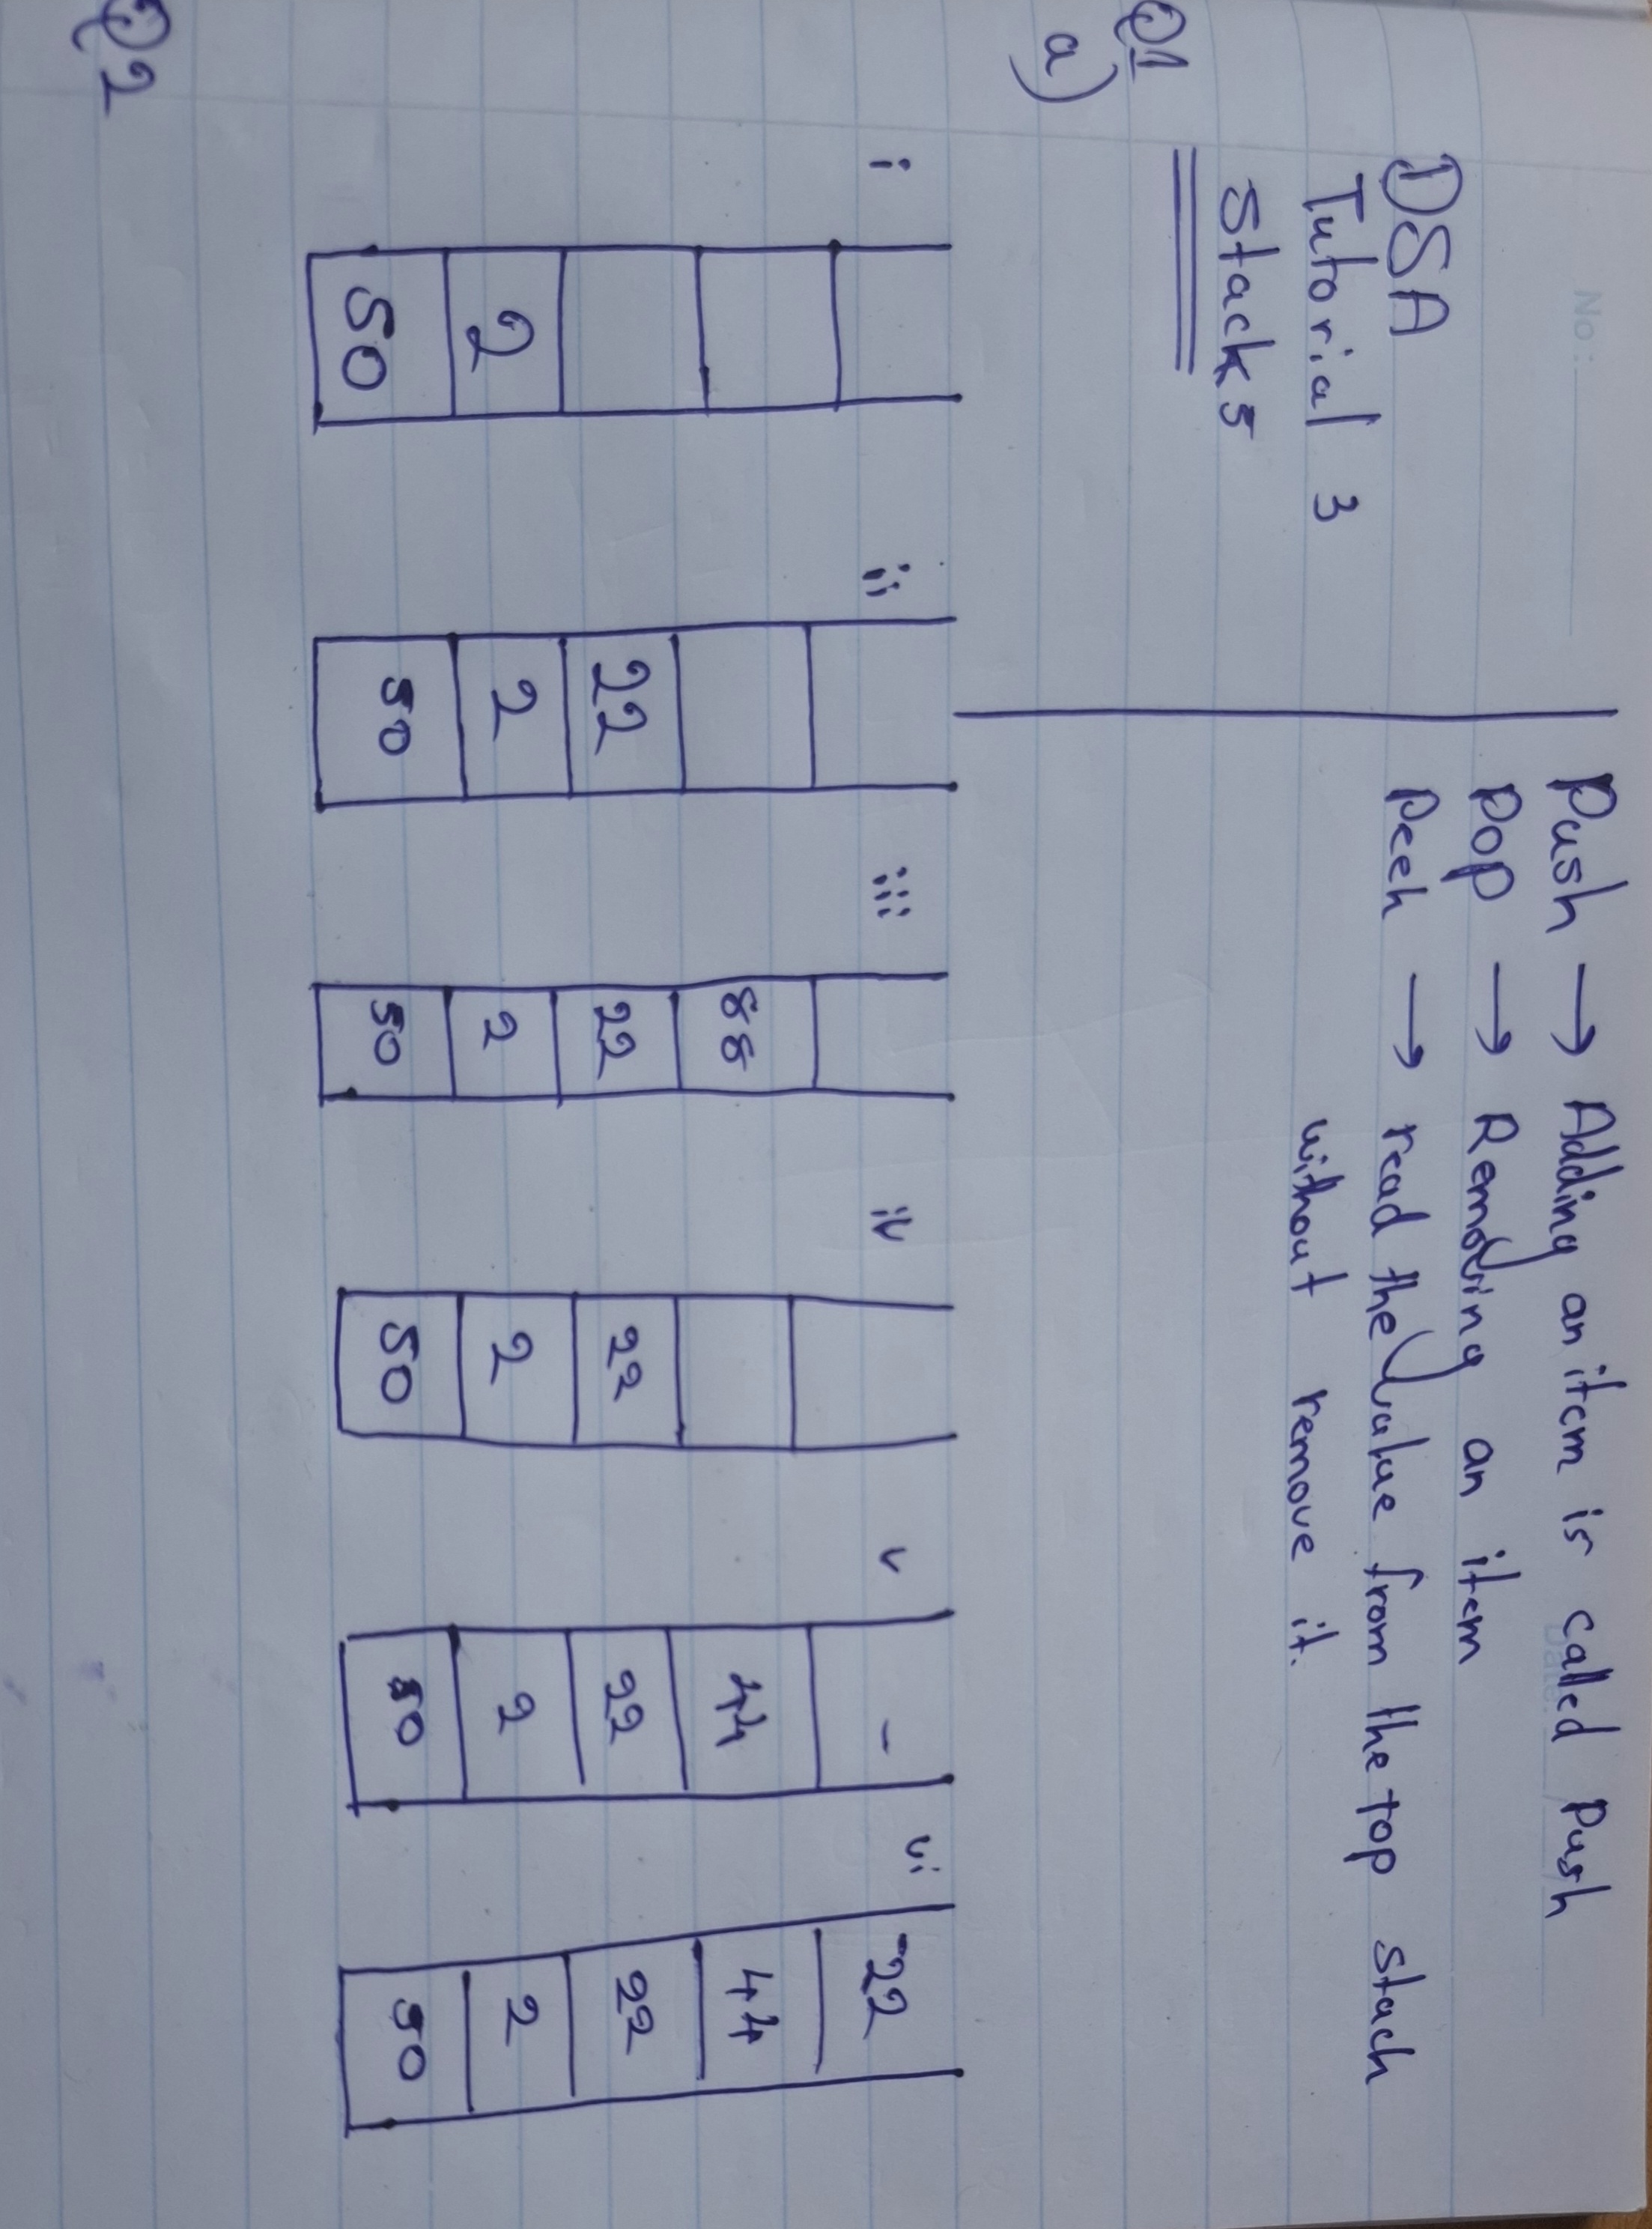 No:
Date:
Push → Adding an item is called Push
Pop → Removing an item
Peek → read the value from the top stack
without remove it.
DSA
Tutorial 3
Stacks
Q1
a)
i
2
50
ii
22
2
50
iii
88
22
2
50
iv
22
2
50
v
-
44
22
2
50
vi
-22
44
22
2
50
Q2